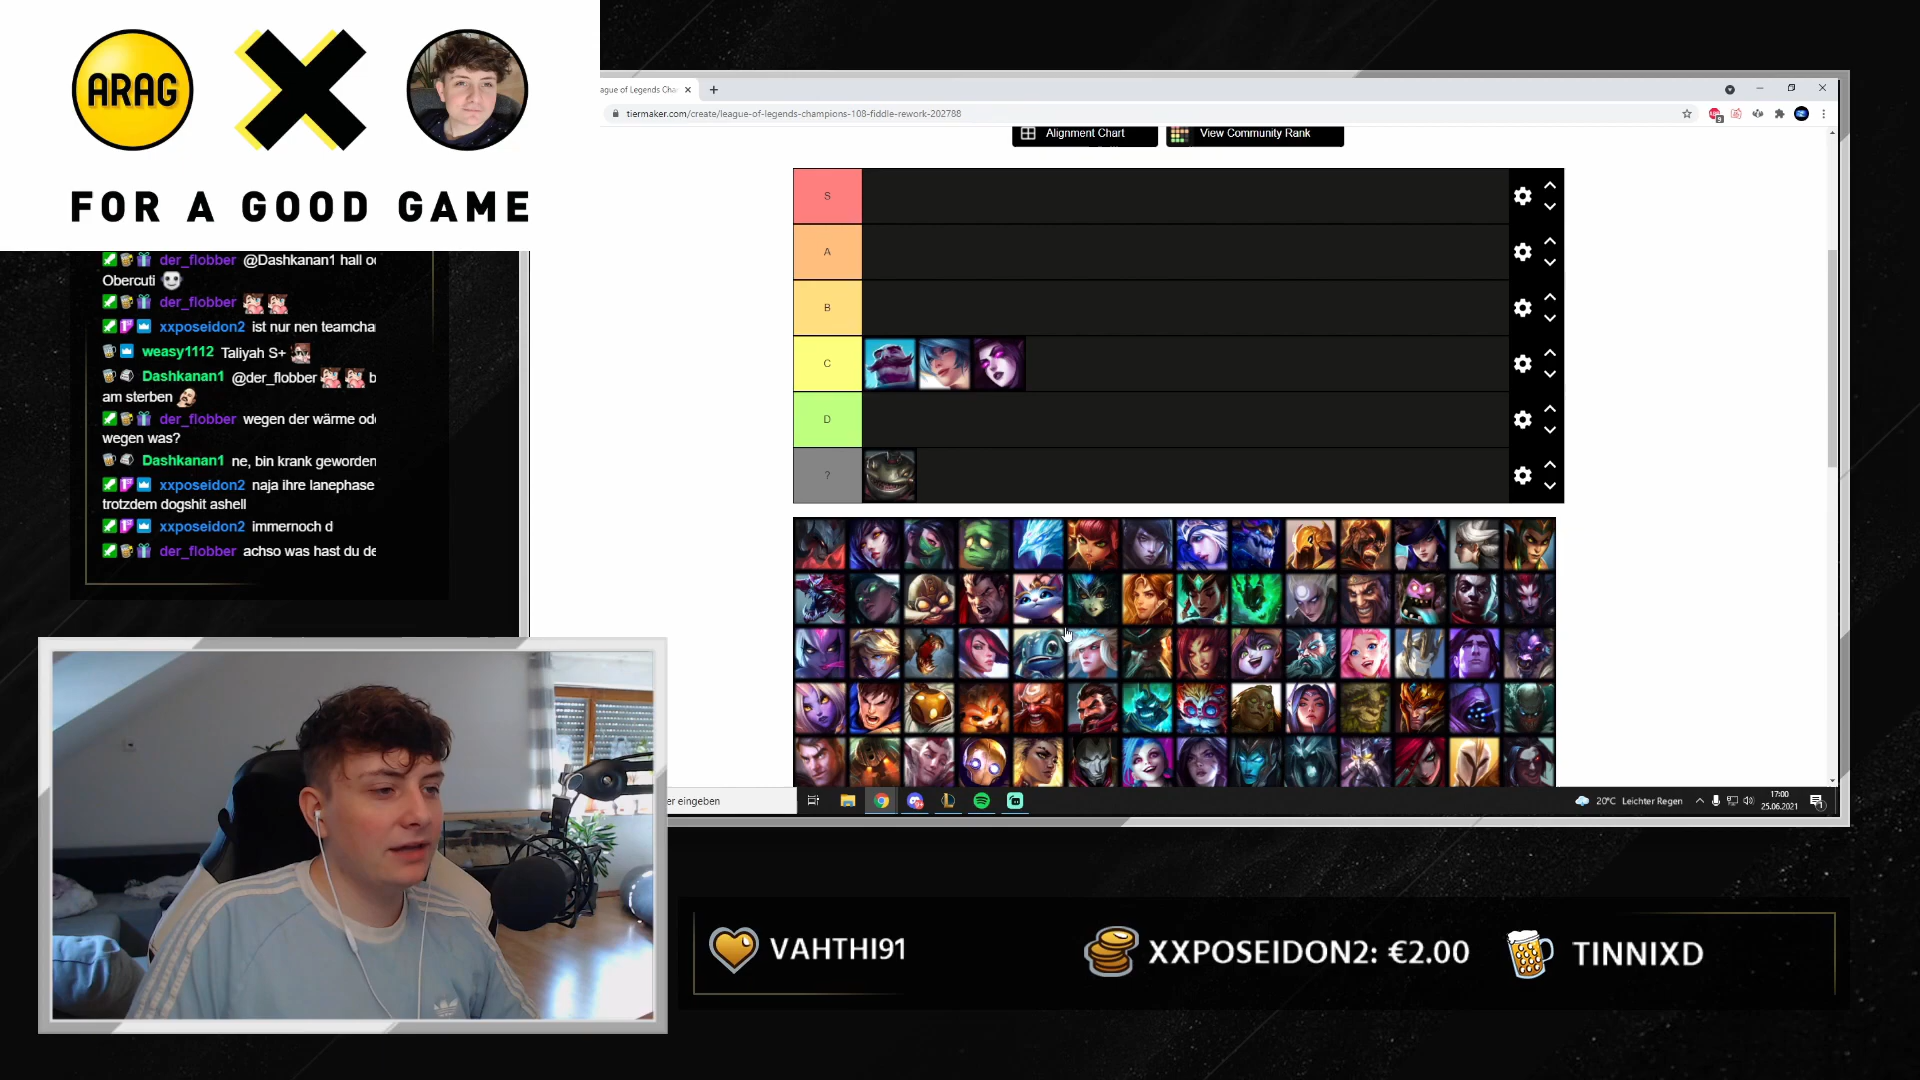 ARAG
FOR A GOOD GAME
ague of Legends Cha
tiermaker.com/create/league-of-legends-champions-108-fiddle-rework-202788
Alignment Chart
View Community Rank
S
A
B
C
D
?
der_flobber @Dashkanan1 hall
Obercuti
der_flobber
xxposeidon2 ist nur nen teamcha
weasy1112 Taliyah S+
Dashkanan1 @der_flobber b
am sterben
der_flobber wegen der wärme od
wegen was?
Dashkanan1 ne, bin krank geworden
xxposeidon2 naja ihre lanephase
trotzdem dogshit ashell
xxposeidon2 immernoch d
der_flobber achso was hast du de
er eingeben
20°C Leichter Regen
17:00
25.06.2021
VAHTHI91
XXPOSEIDON2: €2.00
TINNIXD